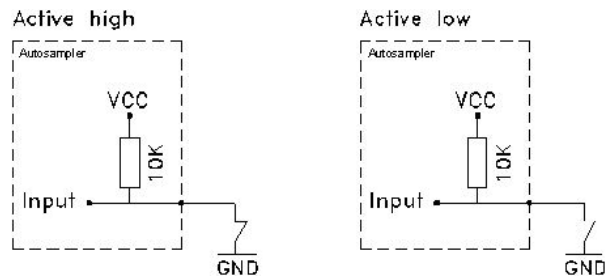 Active high
Active low
Autosampler
Autosampler
VCC
VCC
10K
10K
Input
Input
GND
GND